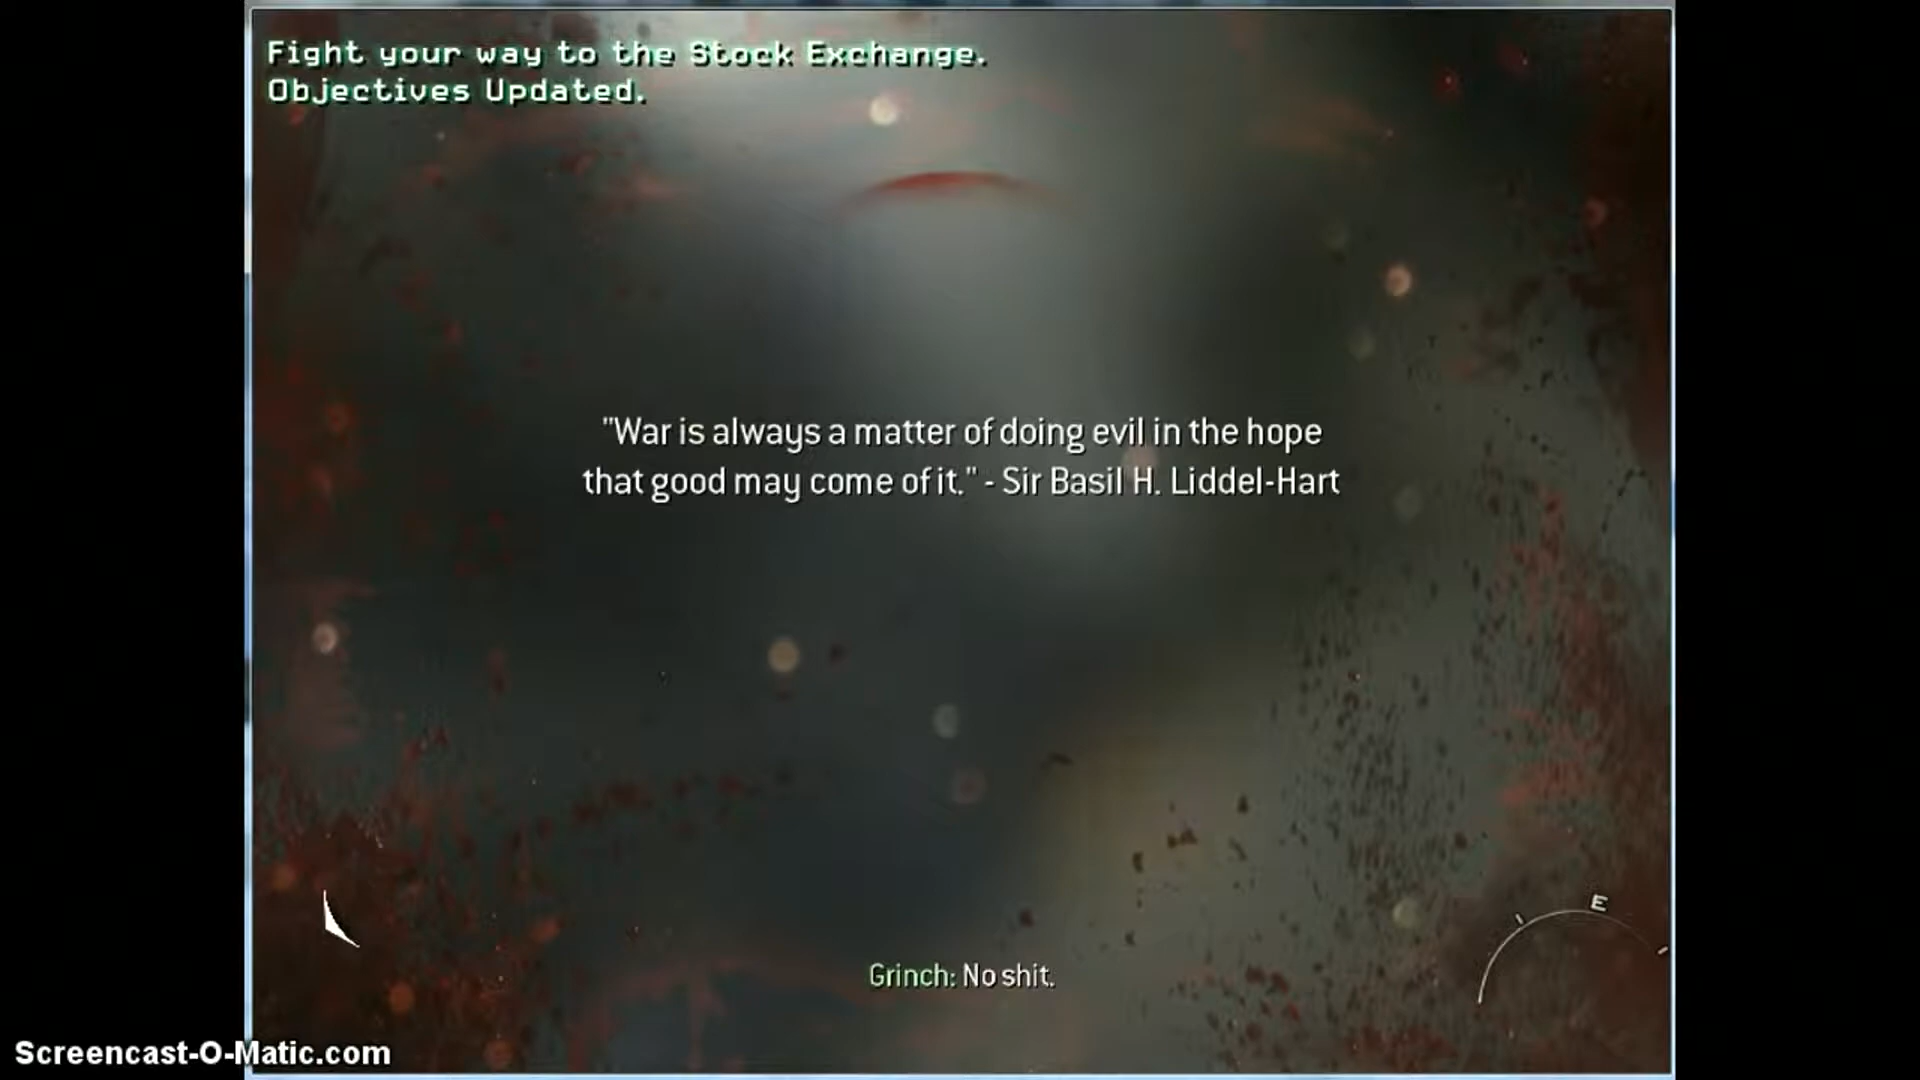 Fight your way to the Stock Exchange.
Objectives Updated.
"War is always a matter of doing evil in the hope
that good may come of it." - Sir Basil H. Liddel-Hart
E
Grinch: No shit.
Screencast-O-Matic.com